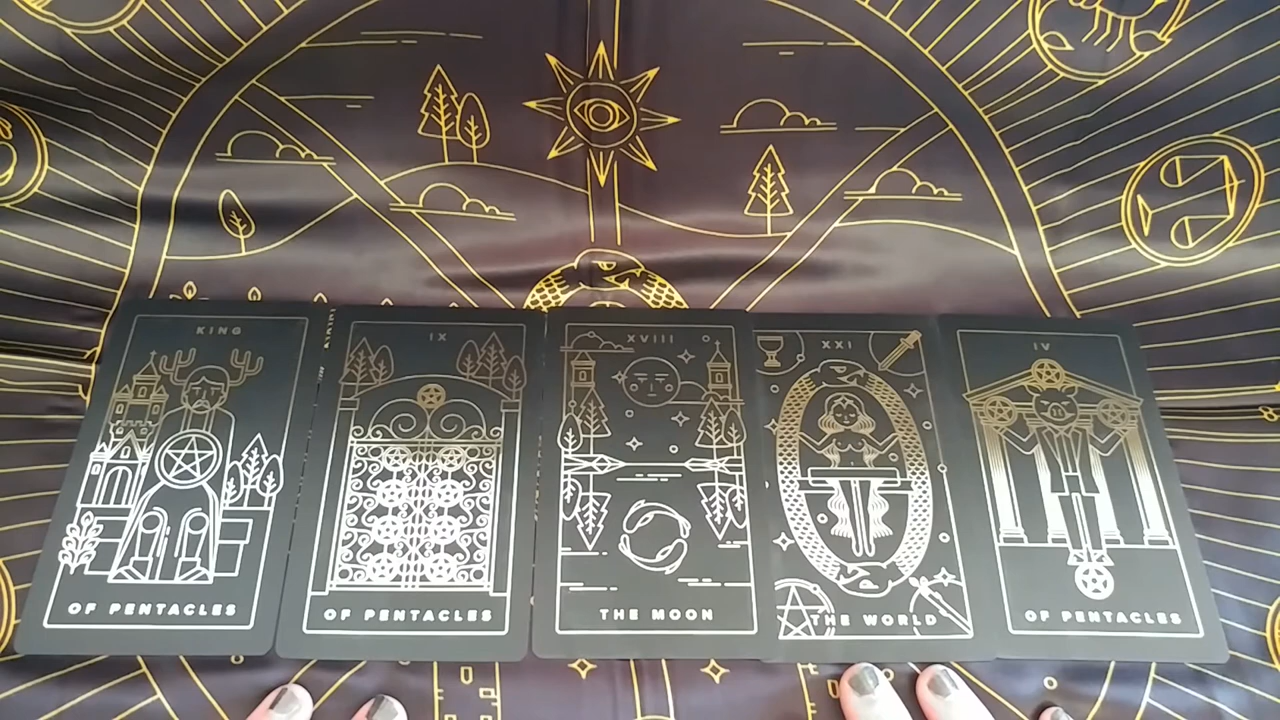 KING
OF PENTACLES
IX
OF PENTACLES
XVIII
THE MOON
XXI
THE WORLD
IV
OF PENTACLES